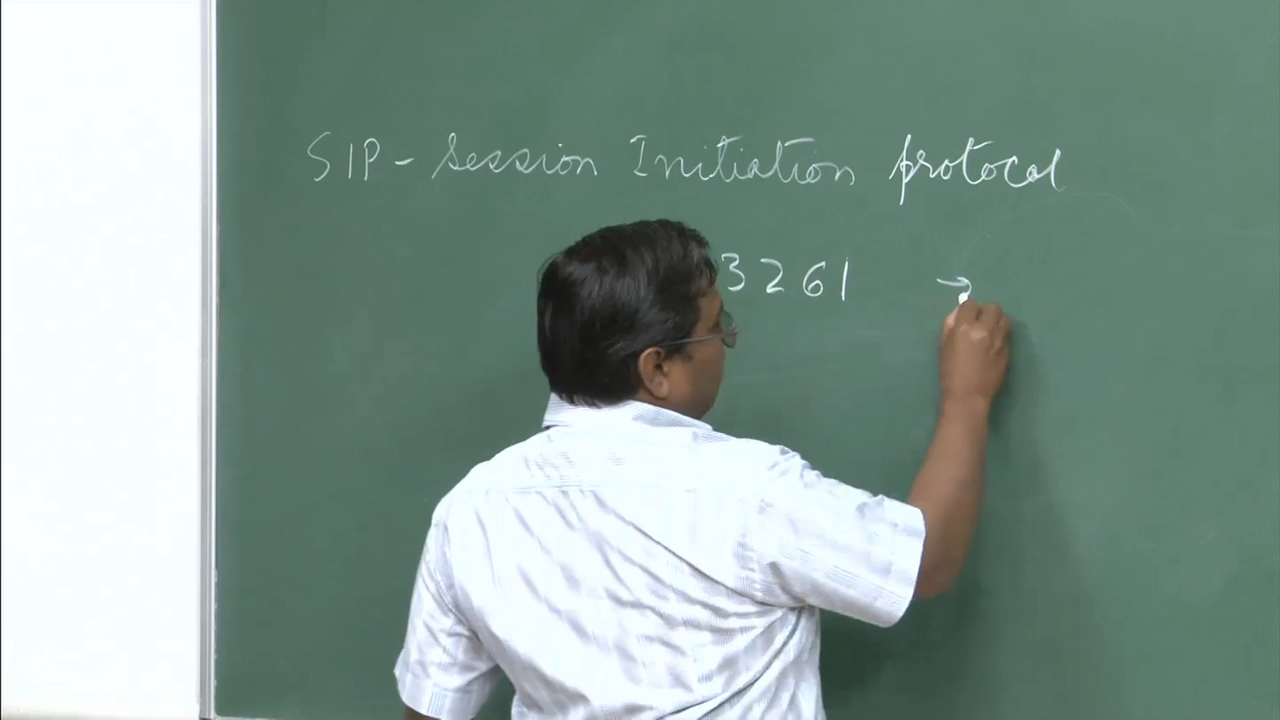 SIP - Session Initiation protocol
3261 →